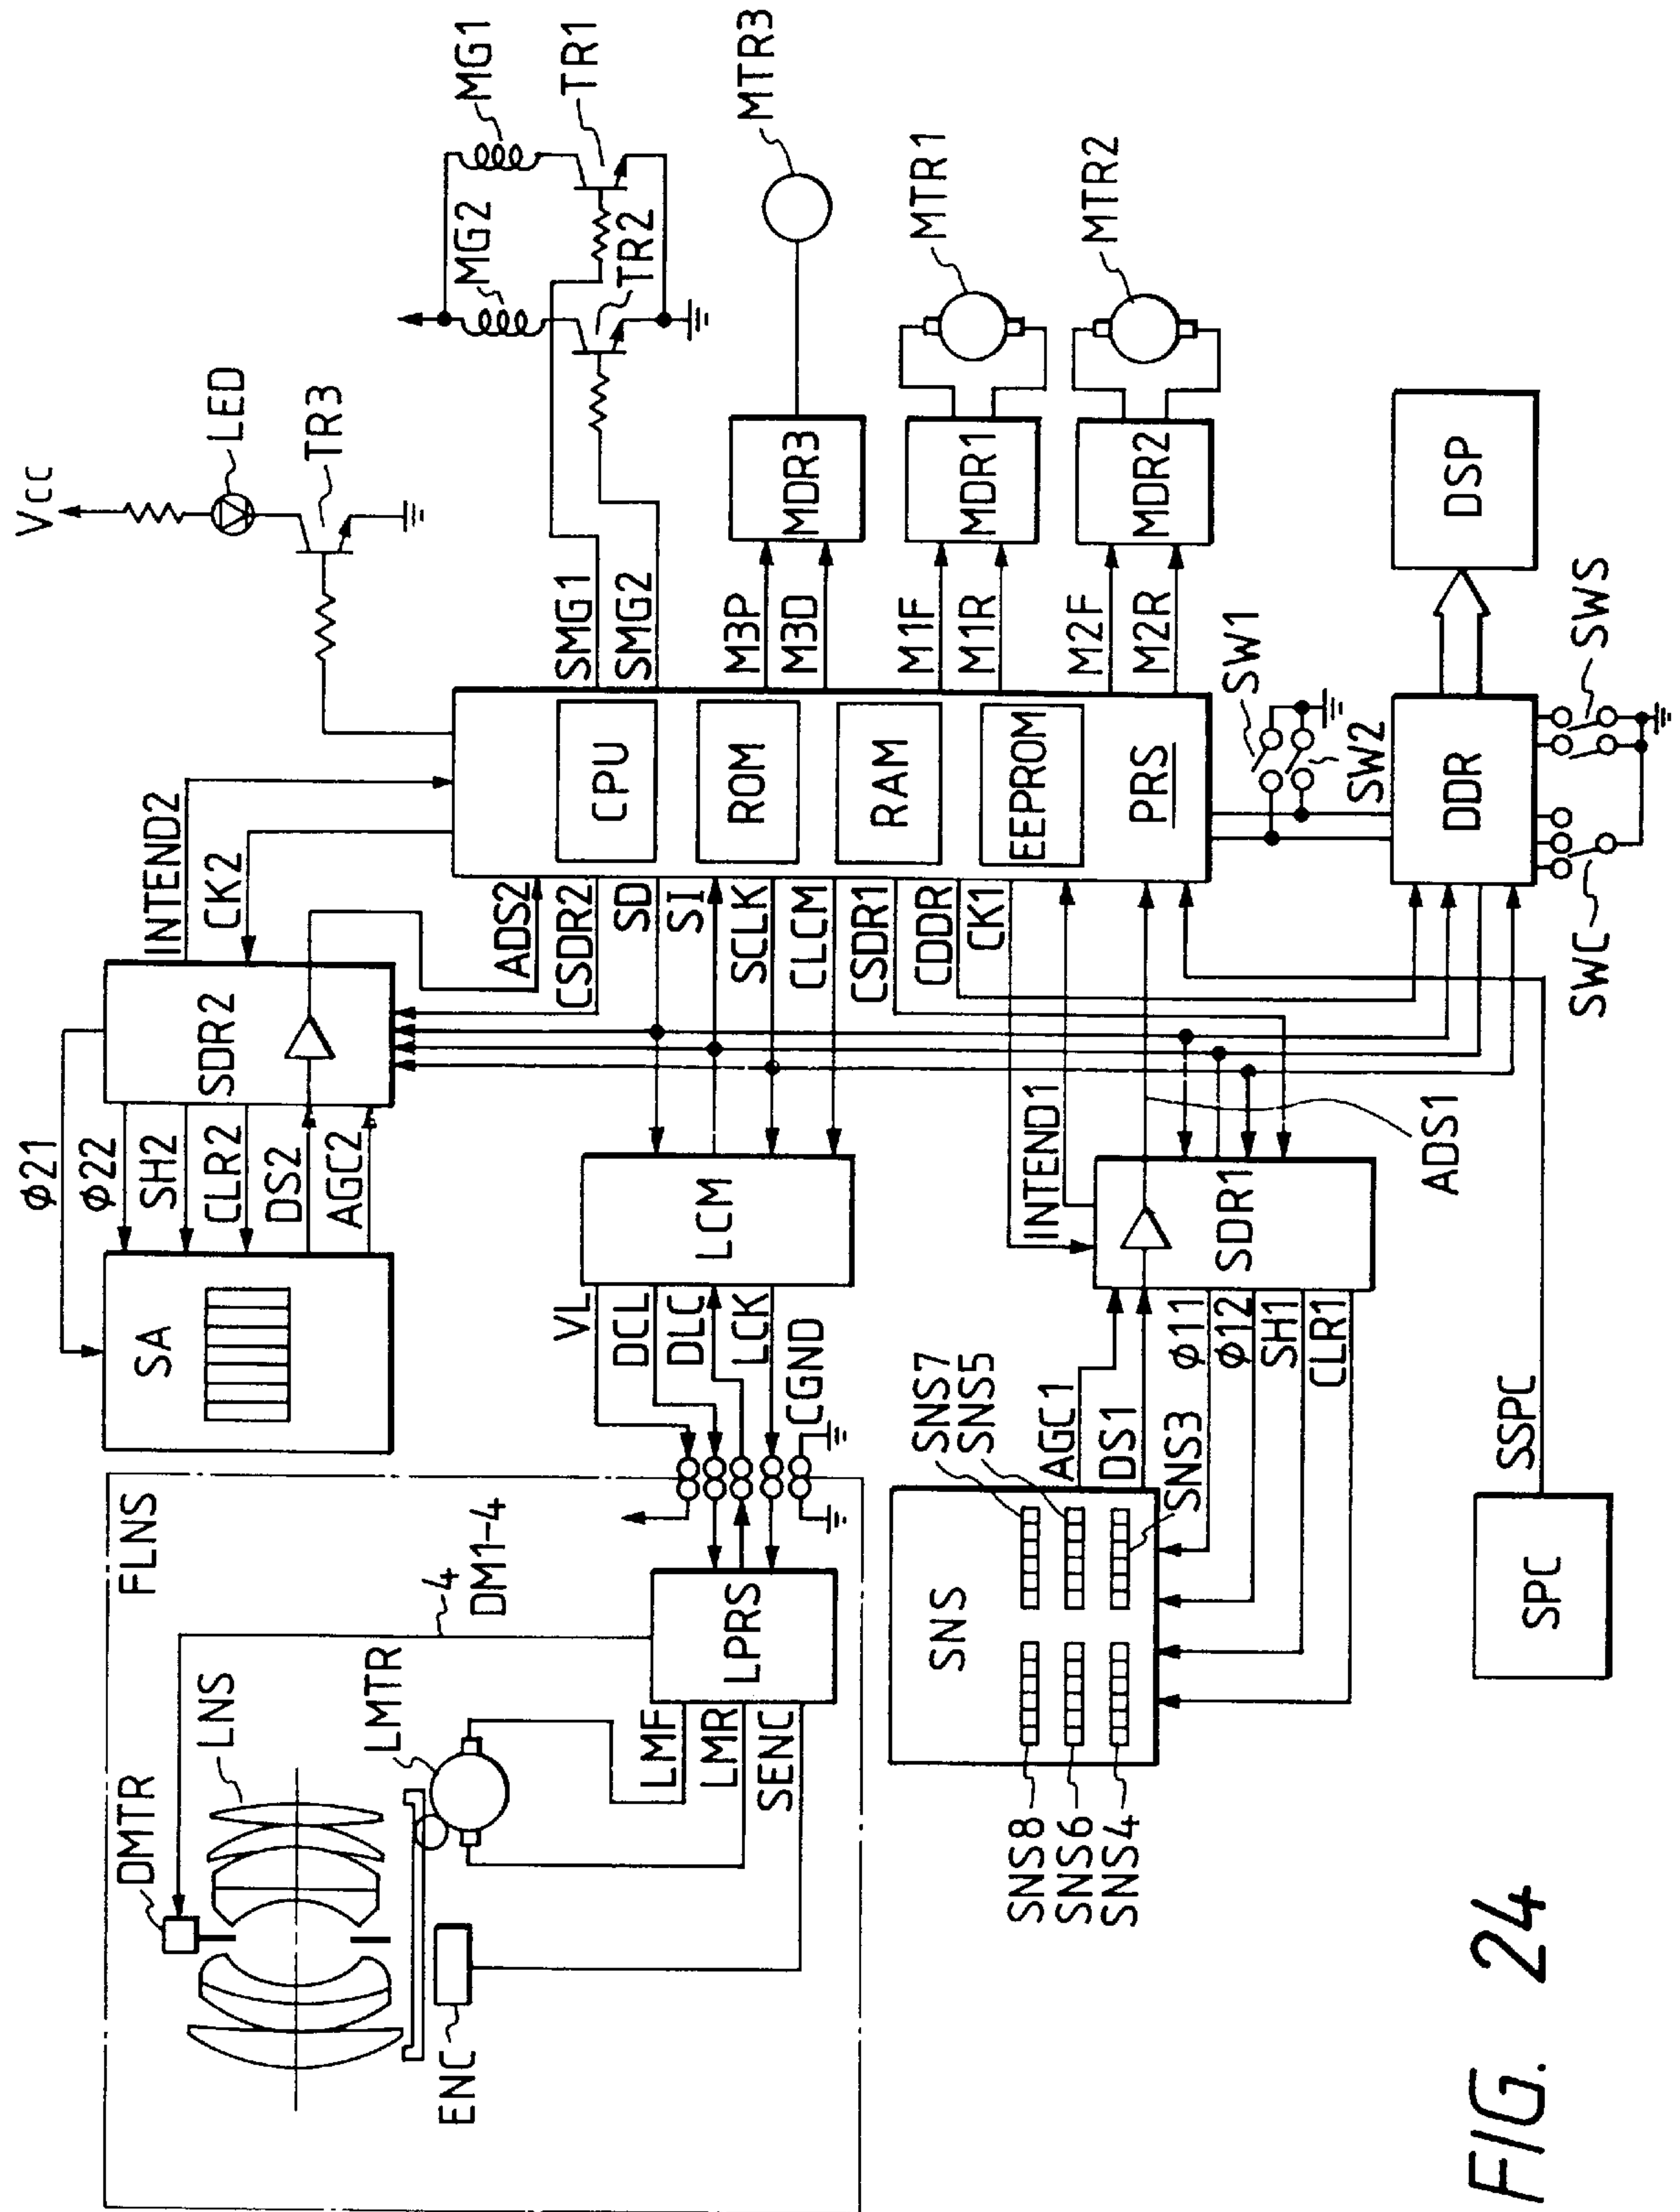 Vcc
LED
TR3
MG2
MG1
TR2
TR1
MTR3
MTR1
MTR2
INTEND2
CK2
SMG1
SMG2
M3P
M3D
MDR3
M1F
M1R
MDR1
M2F
M2R
MDR2
SW1
SW2
CPU
ROM
RAM
EEPROM
PRS
DSP
DDR
SWS
SWC
ADS2
CSDR2
SD
SI
SCLK
CLCM
CSDR1
CDDR
CK1
SDR2
φ21
φ22
SH2
CLR2
DS2
AGC2
SA
LCM
VL
DCL
DLC
LCK
CGND
INTEND1
ADS1
SDR1
AGC1
DS1
φ11
φ12
SH1
CLR1
SNS7
SNS5
SNS3
SNS
SNS8
SNS6
SNS4
SSPC
SPC
FLNS
4
DM1-4
LPRS
LMF
LMR
SENC
LNS
LMTR
DMTR
ENC
FIG. 24